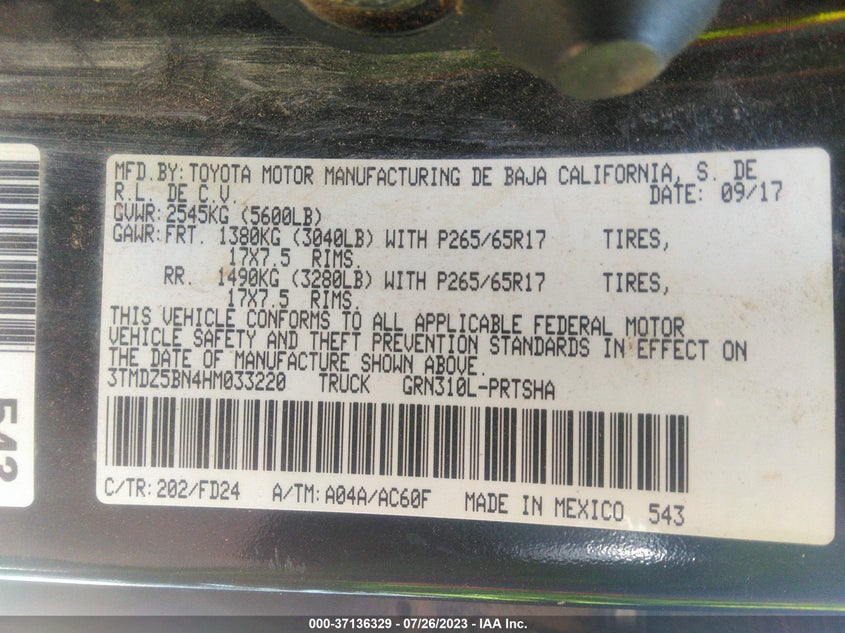 MFD.BY: TOYOTA MOTOR MANUFACTURING DE BAJA CALIFORNIA, S. DE
R.L. DE C.V. DATE: 09/17
GVWR: 2545KG (5600LB)
GAWR: FRT. 1380KG (3040LB) WITH P265/65R17 TIRES,
17X7.5 RIMS.
RR. 1490KG (3280LB) WITH P265/65R17 TIRES,
17X7.5 RIMS.
THIS VEHICLE CONFORMS TO ALL APPLICABLE FEDERAL MOTOR
VEHICLE SAFETY AND THEFT PREVENTION STANDARDS IN EFFECT ON
THE DATE OF MANUFACTURE SHOWN ABOVE.
3TMDZ5BN4HM033220 TRUCK GRN310L-PRTSHA
C/TR: 202/FD24 A/TM: A04A/AC60F MADE IN MEXICO 543
543
000-37136329 / 07/26/2023 - IAA Inc.